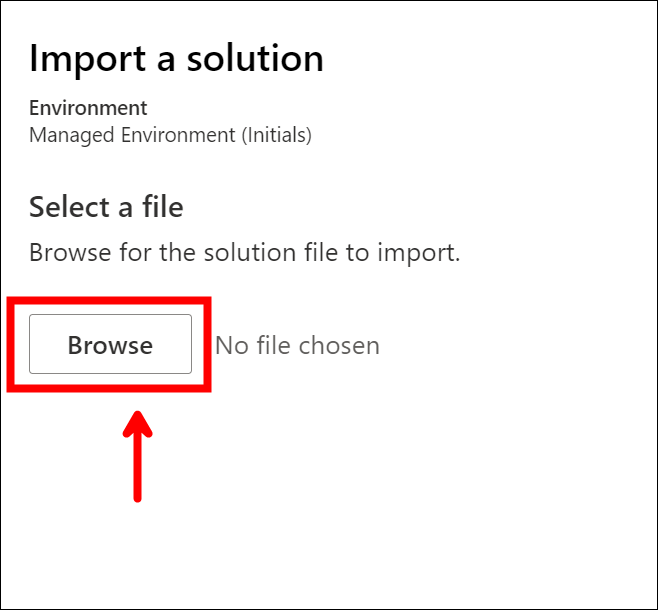 Import a solution
Environment
Managed Environment (Initials)
Select a file
Browse for the solution file to import.
Browse
No file chosen